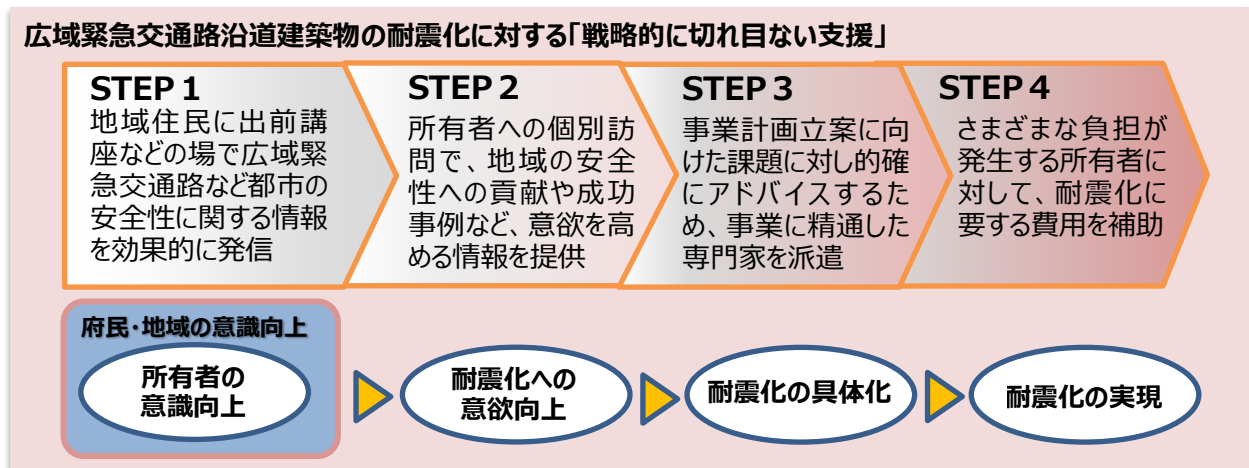 広域緊急交通路沿道建築物の耐震化に対する「戦略的に切れ目ない支援」
STEP１
地域住民に出前講
座などの場で広域緊
急交通路など都市の
安全性に関する情報
を効果的に発信
STEP２
所有者への個別訪
問で、地域の安全
性への貢献や成功
事例など、意欲を高
める情報を提供
STEP３
事業計画立案に向
けた課題に対し的確
にアドバイスするた
め、事業に精通した
専門家を派遣
STEP４
さまざまな負担が
発生する所有者に
対して、耐震化に
要する費用を補助
府民・地域の意識向上
所有者の
意識向上
耐震化への
意欲向上
耐震化の具体化
耐震化の実現